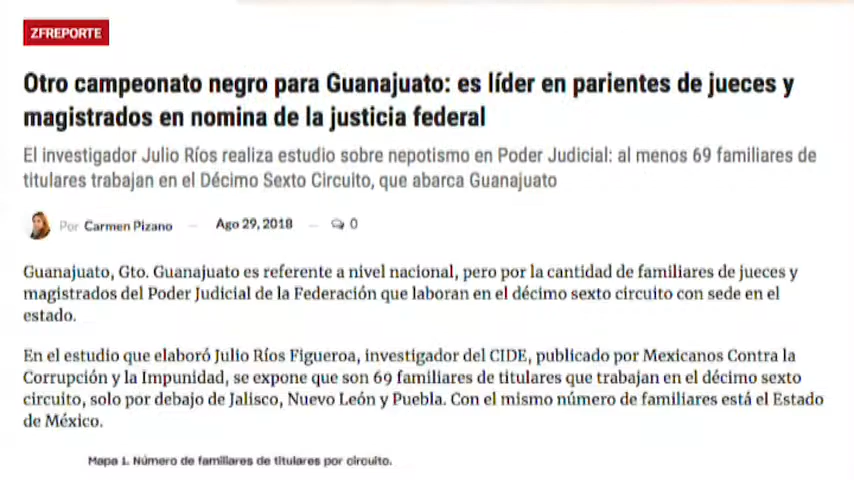 ZFREPORTE
Otro campeonato negro para Guanajuato: es líder en parientes de jueces y
magistrados en nomina de la justicia federal
El investigador Julio Ríos realiza estudio sobre nepotismo en Poder Judicial: al menos 69 familiares de
titulares trabajan en el Décimo Sexto Circuito, que abarca Guanajuato
Por Carmen Pizano — Ago 29, 2018 — 0
Guanajuato, Gto. Guanajuato es referente a nivel nacional, pero por la cantidad de familiares de jueces y
magistrados del Poder Judicial de la Federación que laboran en el décimo sexto circuito con sede en el
estado.
En el estudio que elaboró Julio Ríos Figueroa, investigador del CIDE, publicado por Mexicanos Contra la
Corrupción y la Impunidad, se expone que son 69 familiares de titulares que trabajan en el décimo sexto
circuito, solo por debajo de Jalisco, Nuevo León y Puebla. Con el mismo número de familiares está el Estado
de México.
Mapa 1. Número de familiares de titulares por circuito.